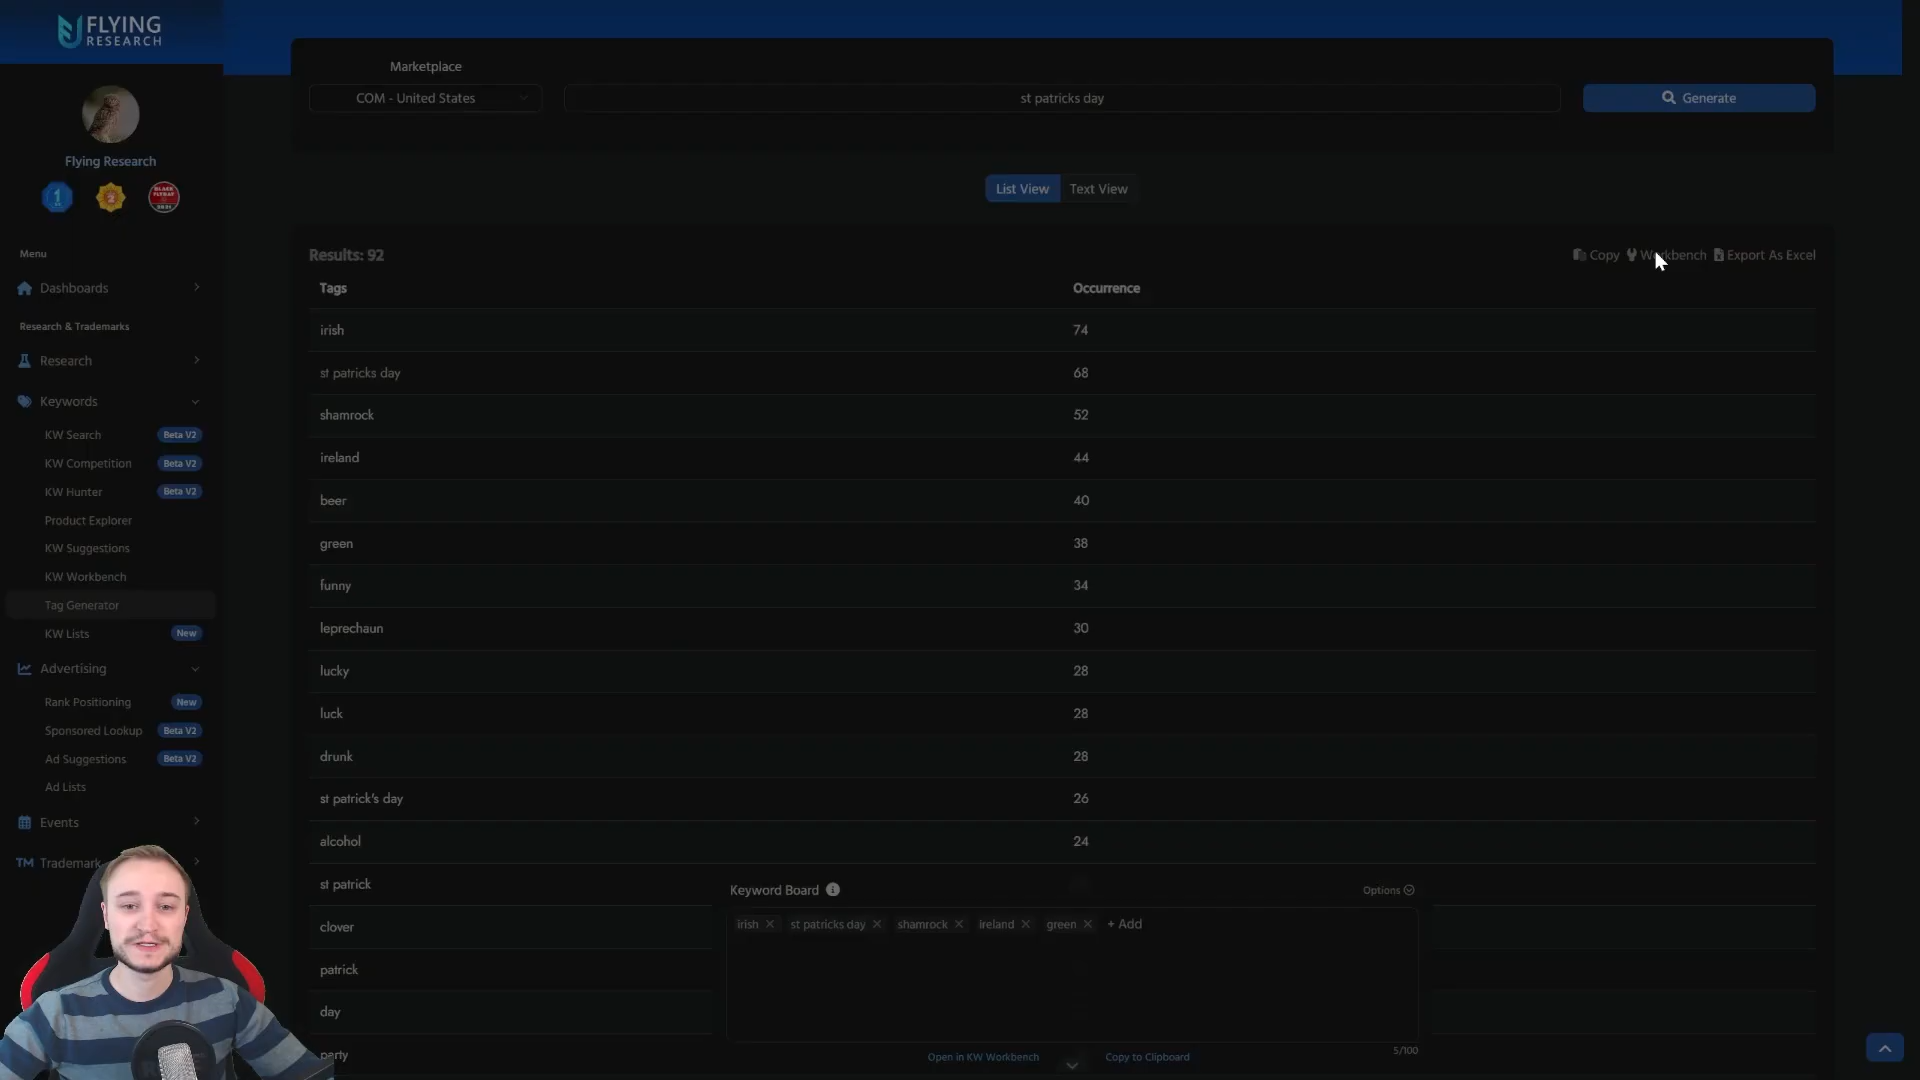 FLYING
RESEARCH
Flying Research
Menu
Dashboards
Research & Trademarks
Research
Keywords
KW Search Beta V2
KW Competition Beta V2
KW Hunter Beta V2
Product Explorer
KW Suggestions
KW Workbench
Tag Generator
KW Lists New
Advertising
Rank Positioning New
Sponsored Lookup Beta V2
Ad Suggestions Beta V2
Ad Lists
Events
TM Trademark
Marketplace
COM - United States st patricks day Generate
List View Text View
Results: 92 Copy Workbench Export As Excel
Tags Occurrence
irish 74
st patricks day 68
shamrock 52
ireland 44
beer 40
green 38
funny 34
leprechaun 30
lucky 28
luck 28
drunk 28
st patrick's day 26
alcohol 24
st patrick
clover
patrick
day
party
Keyword Board Options
irish × st patricks day × shamrock × ireland × green × + Add
5/100
Open in KW Workbench Copy to Clipboard